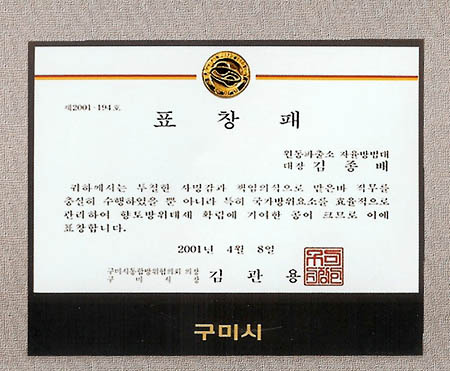 제2001-194호
표 창 패
원동파출소 자율방범대
대장 김 종 배
귀하께서는 투철한 사명감과 책임의식으로 맡은바 직무를
충실히 수행하였을 뿐 아니라 특히 국가방위요소를 효율적으로
관리하여 향토방위태세 확립에 기여한 공이 크므로 이에
표창합니다.
2001년 4월 8일
구미시통합방위협의회 의장
구 미 시 장 김 관 용
구미시